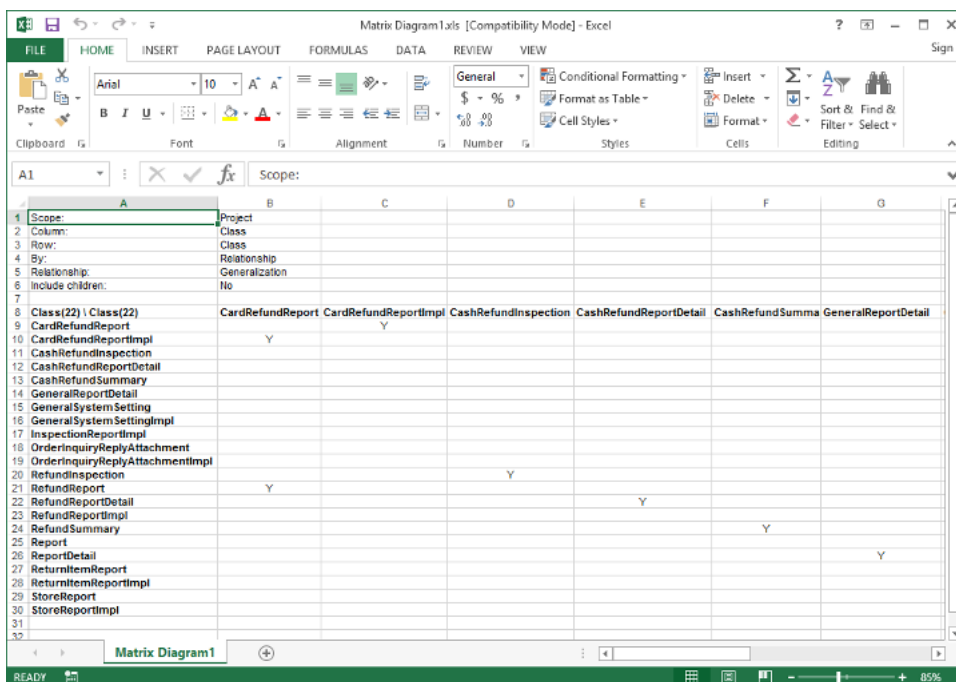 Matrix Diagram1.xls [Compatibility Mode] - Excel
FILE HOME INSERT PAGE LAYOUT FORMULAS DATA REVIEW VIEW Sign
Paste
Arial 10
B I U
General
$ - % ,
Conditional Formatting
Format as Table
Cell Styles
Insert
Delete
Format
Sort & Filter
Find & Select
Clipboard Font Alignment Number Styles Cells Editing
A1 fx Scope:
A B C D E F G
1 Scope: Project
2 Column: Class
3 Row: Class
4 By: Relationship
5 Relationship: Generalization
6 Include children: No
7
8 Class(22) \ Class(22) CardRefundReport CardRefundReportImpl CashRefundInspection CashRefundReportDetail CashRefundSumma GeneralReportDetail
9 CardRefundReport Y
10 CardRefundReportImpl Y
11 CashRefundInspection
12 CashRefundReportDetail
13 CashRefundSummary
14 GeneralReportDetail
15 GeneralSystemSetting
16 GeneralSystemSettingImpl
17 InspectionReportImpl
18 OrderInquiryReplyAttachment
19 OrderInquiryReplyAttachmentImpl
20 RefundInspection Y
21 RefundReport Y
22 RefundReportDetail Y
23 RefundReportImpl
24 RefundSummary Y
25 Report
26 ReportDetail Y
27 ReturnItemReport
28 ReturnItemReportImpl
29 StoreReport
30 StoreReportImpl
31
32
Matrix Diagram1
READY 85%